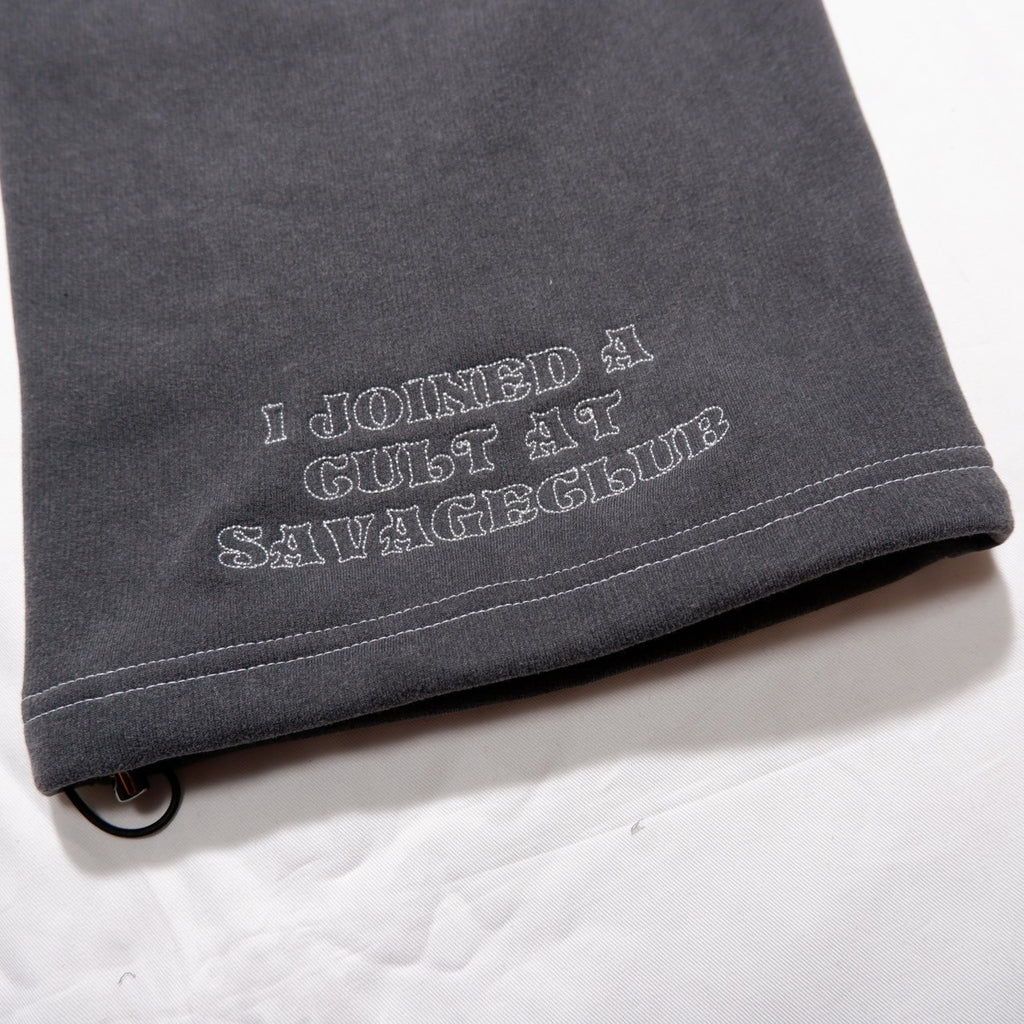 I JOINED A
CULT AT
SAVAGECLUB